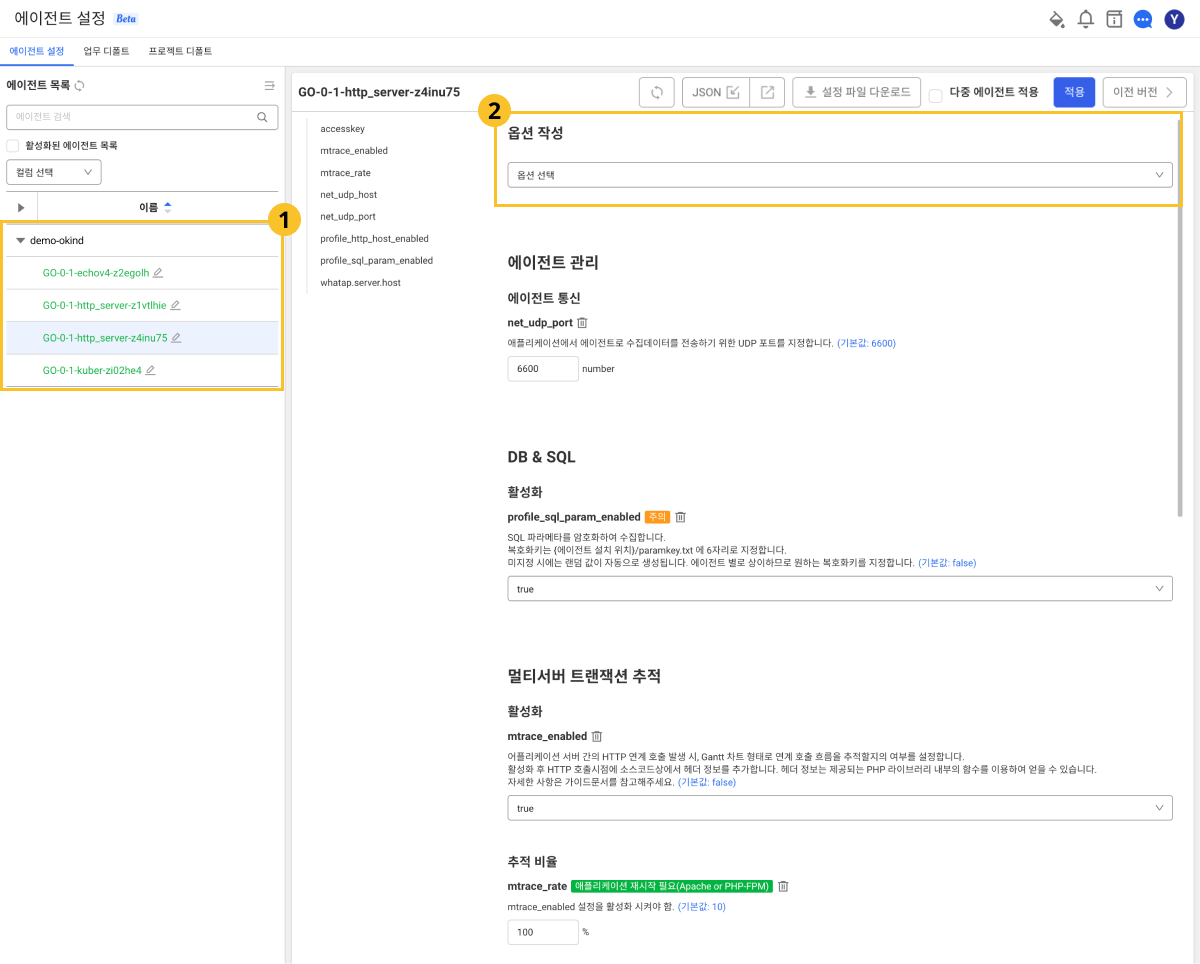 에이전트 설정 Beta
Y
에이전트 설정 업무 디폴트 프로젝트 디폴트
에이전트 목록
에이전트 검색
활성화된 에이전트 목록
컬럼 선택
이름
1
demo-okind
GO-0-1-echov4-z2egolh
GO-0-1-http_server-z1vtlhie
GO-0-1-http_server-z4inu75
GO-0-1-kuber-zi02he4
GO-0-1-http_server-z4inu75
JSON
설정 파일 다운로드
다중 에이전트 적용
적용
이전 버전
accesskey
mtrace_enabled
mtrace_rate
net_udp_host
net_udp_port
profile_http_host_enabled
profile_sql_param_enabled
whatap.server.host
2
옵션 작성
옵션 선택
에이전트 관리
에이전트 통신
net_udp_port
애플리케이션에서 에이전트로 수집데이터를 전송하기 위한 UDP 포트를 지정합니다. (기본값: 6600)
6600 number
DB & SQL
활성화
profile_sql_param_enabled 주의
SQL 파라메타를 암호화하여 수집합니다.
복호화키는 {에이전트 설치 위치}/paramkey.txt 에 6자리로 지정합니다.
미지정 시에는 랜덤 값이 자동으로 생성됩니다. 에이전트 별로 상이하므로 원하는 복호화키를 지정합니다. (기본값: false)
true
멀티서버 트랜잭션 추적
활성화
mtrace_enabled
어플리케이션 서버 간의 HTTP 연계 호출 발생 시, Gantt 차트 형태로 연계 호출 흐름을 추적할지의 여부를 설정합니다.
활성화 후 HTTP 호출시점에 소스코드상에서 헤더 정보를 추가합니다. 헤더 정보는 제공되는 PHP 라이브러리 내부의 함수를 이용하여 얻을 수 있습니다.
자세한 사항은 가이드문서를 참고해주세요. (기본값: false)
true
추적 비율
mtrace_rate 애플리케이션 재시작 필요(Apache or PHP-FPM)
mtrace_enabled 설정을 활성화 시켜야 함. (기본값: 10)
100 %